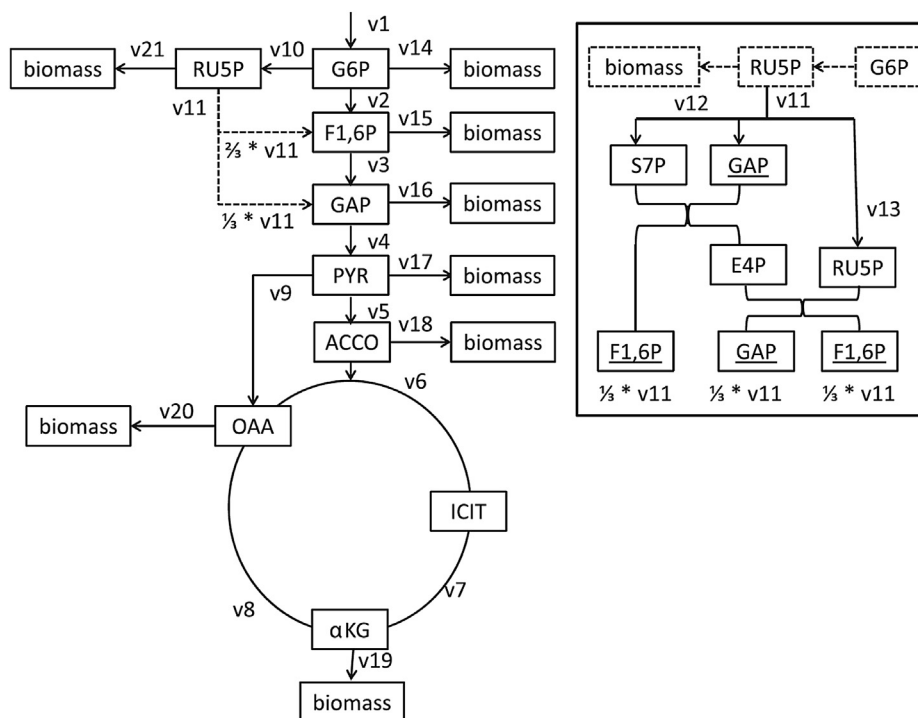 v1
v21
v10
v14
biomass
RU5P
G6P
biomass
v11
v2
v15
F1,6P
biomass
⅔ * v11
v3
v16
GAP
biomass
⅓ * v11
v4
v17
PYR
biomass
v9
v5
v18
ACCO
biomass
v6
v20
biomass
OAA
ICIT
v7
v8
αKG
v19
biomass
biomass
RU5P
G6P
v12
v11
S7P
GAP
v13
E4P
RU5P
F1,6P
GAP
F1,6P
⅓ * v11
⅓ * v11
⅓ * v11